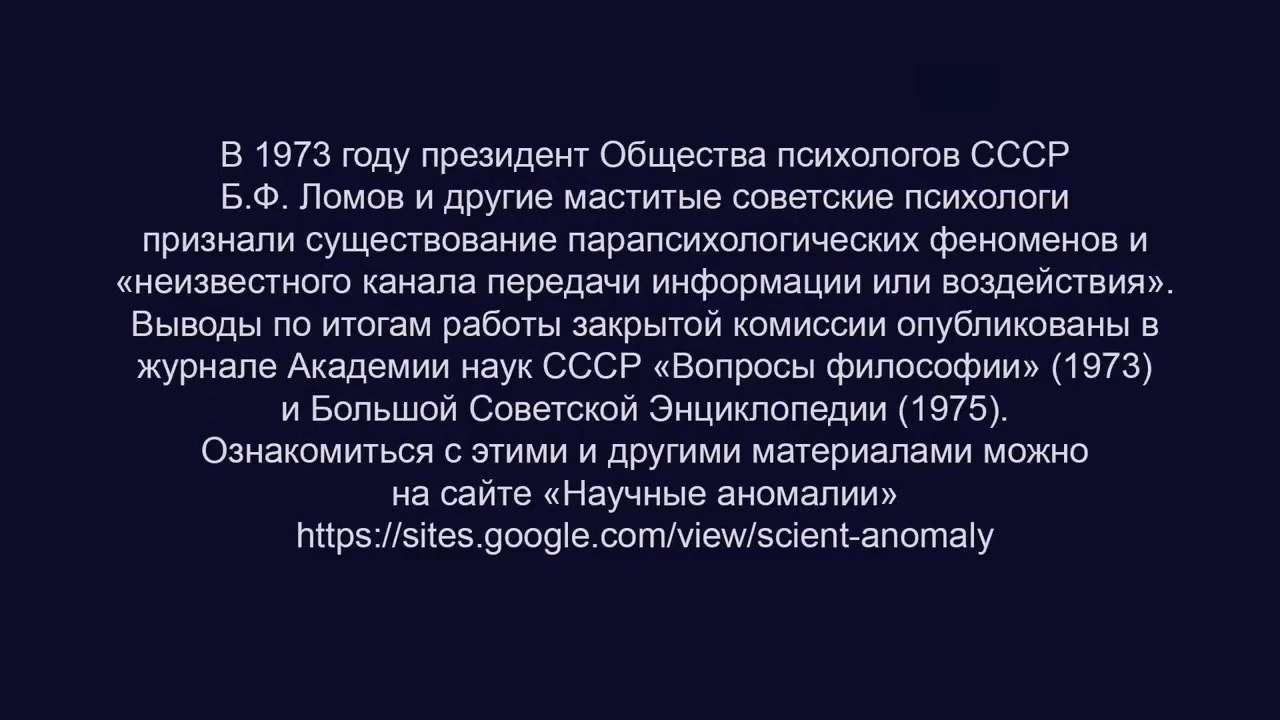 В 1973 году президент Общества психологов СССР
Б.Ф. Ломов и другие маститые советские психологи
признали существование парапсихологических феноменов и
«неизвестного канала передачи информации или воздействия».
Выводы по итогам работы закрытой комиссии опубликованы в
журнале Академии наук СССР «Вопросы философии» (1973)
и Большой Советской Энциклопедии (1975).
Ознакомиться с этими и другими материалами можно
на сайте «Научные аномалии»
https://sites.google.com/view/scient-anomaly